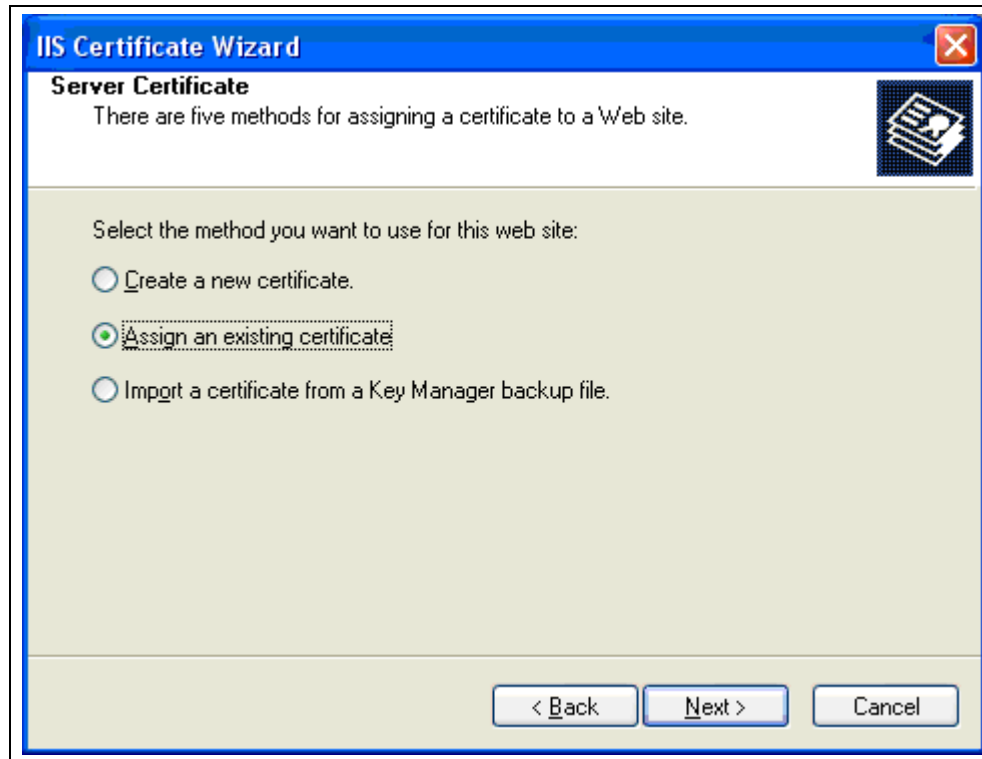 IIS Certificate Wizard
Server Certificate
There are five methods for assigning a certificate to a Web site.
Select the method you want to use for this web site:
Create a new certificate.
Assign an existing certificate
Import a certificate from a Key Manager backup file.
< Back
Next >
Cancel